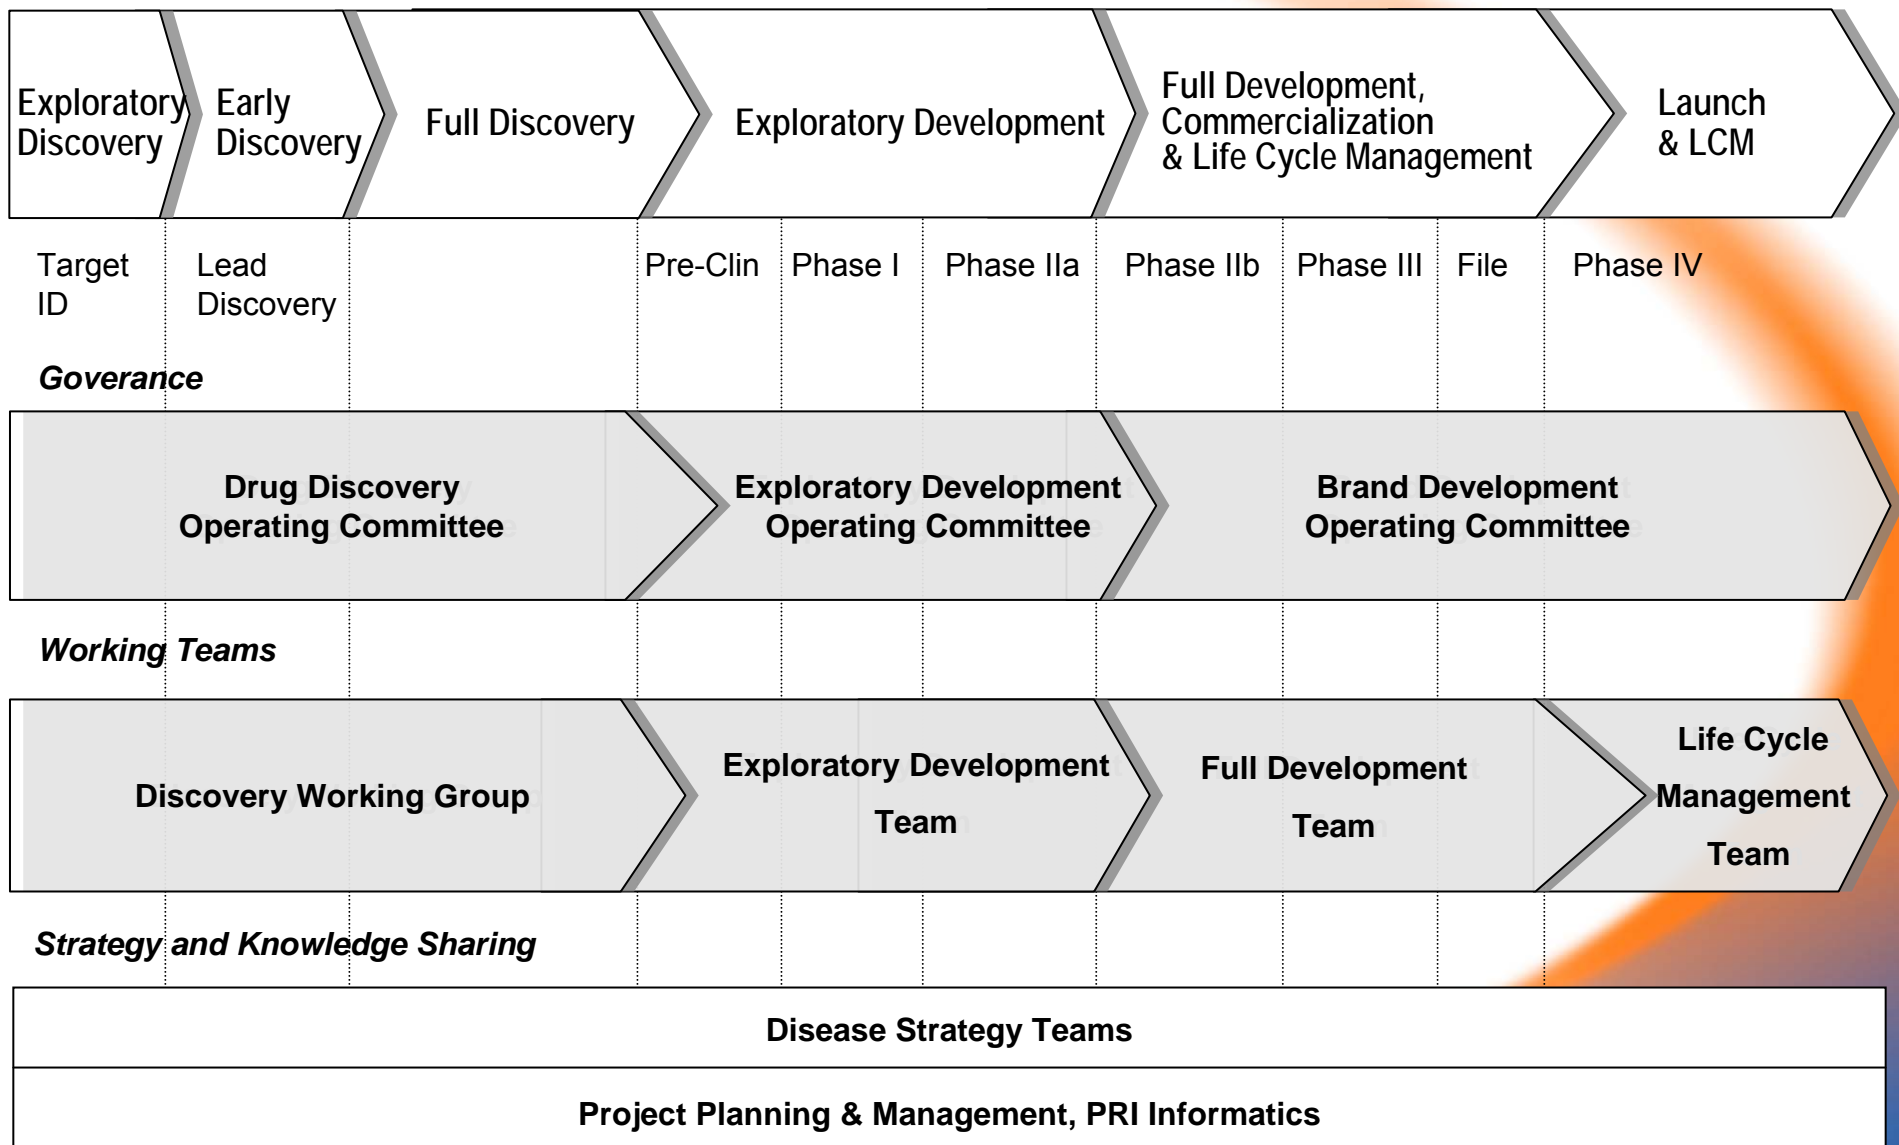 Exploratory
Discovery
Early
Discovery
Full Discovery
Exploratory Development
Full Development,
Commercialization
& Life Cycle Management
Launch
& LCM
Target
ID
Lead
Discovery
Pre-Clin
Phase I
Phase IIa
Phase IIb
Phase III
File
Phase IV
Goverance
Drug Discovery
Operating Committee
Exploratory Development
Operating Committee
Brand Development
Operating Committee
Working Teams
Discovery Working Group
Exploratory Development
Team
Full Development
Team
Life Cycle
Management
Team
Strategy and Knowledge Sharing
Disease Strategy Teams
Project Planning & Management, PRI Informatics